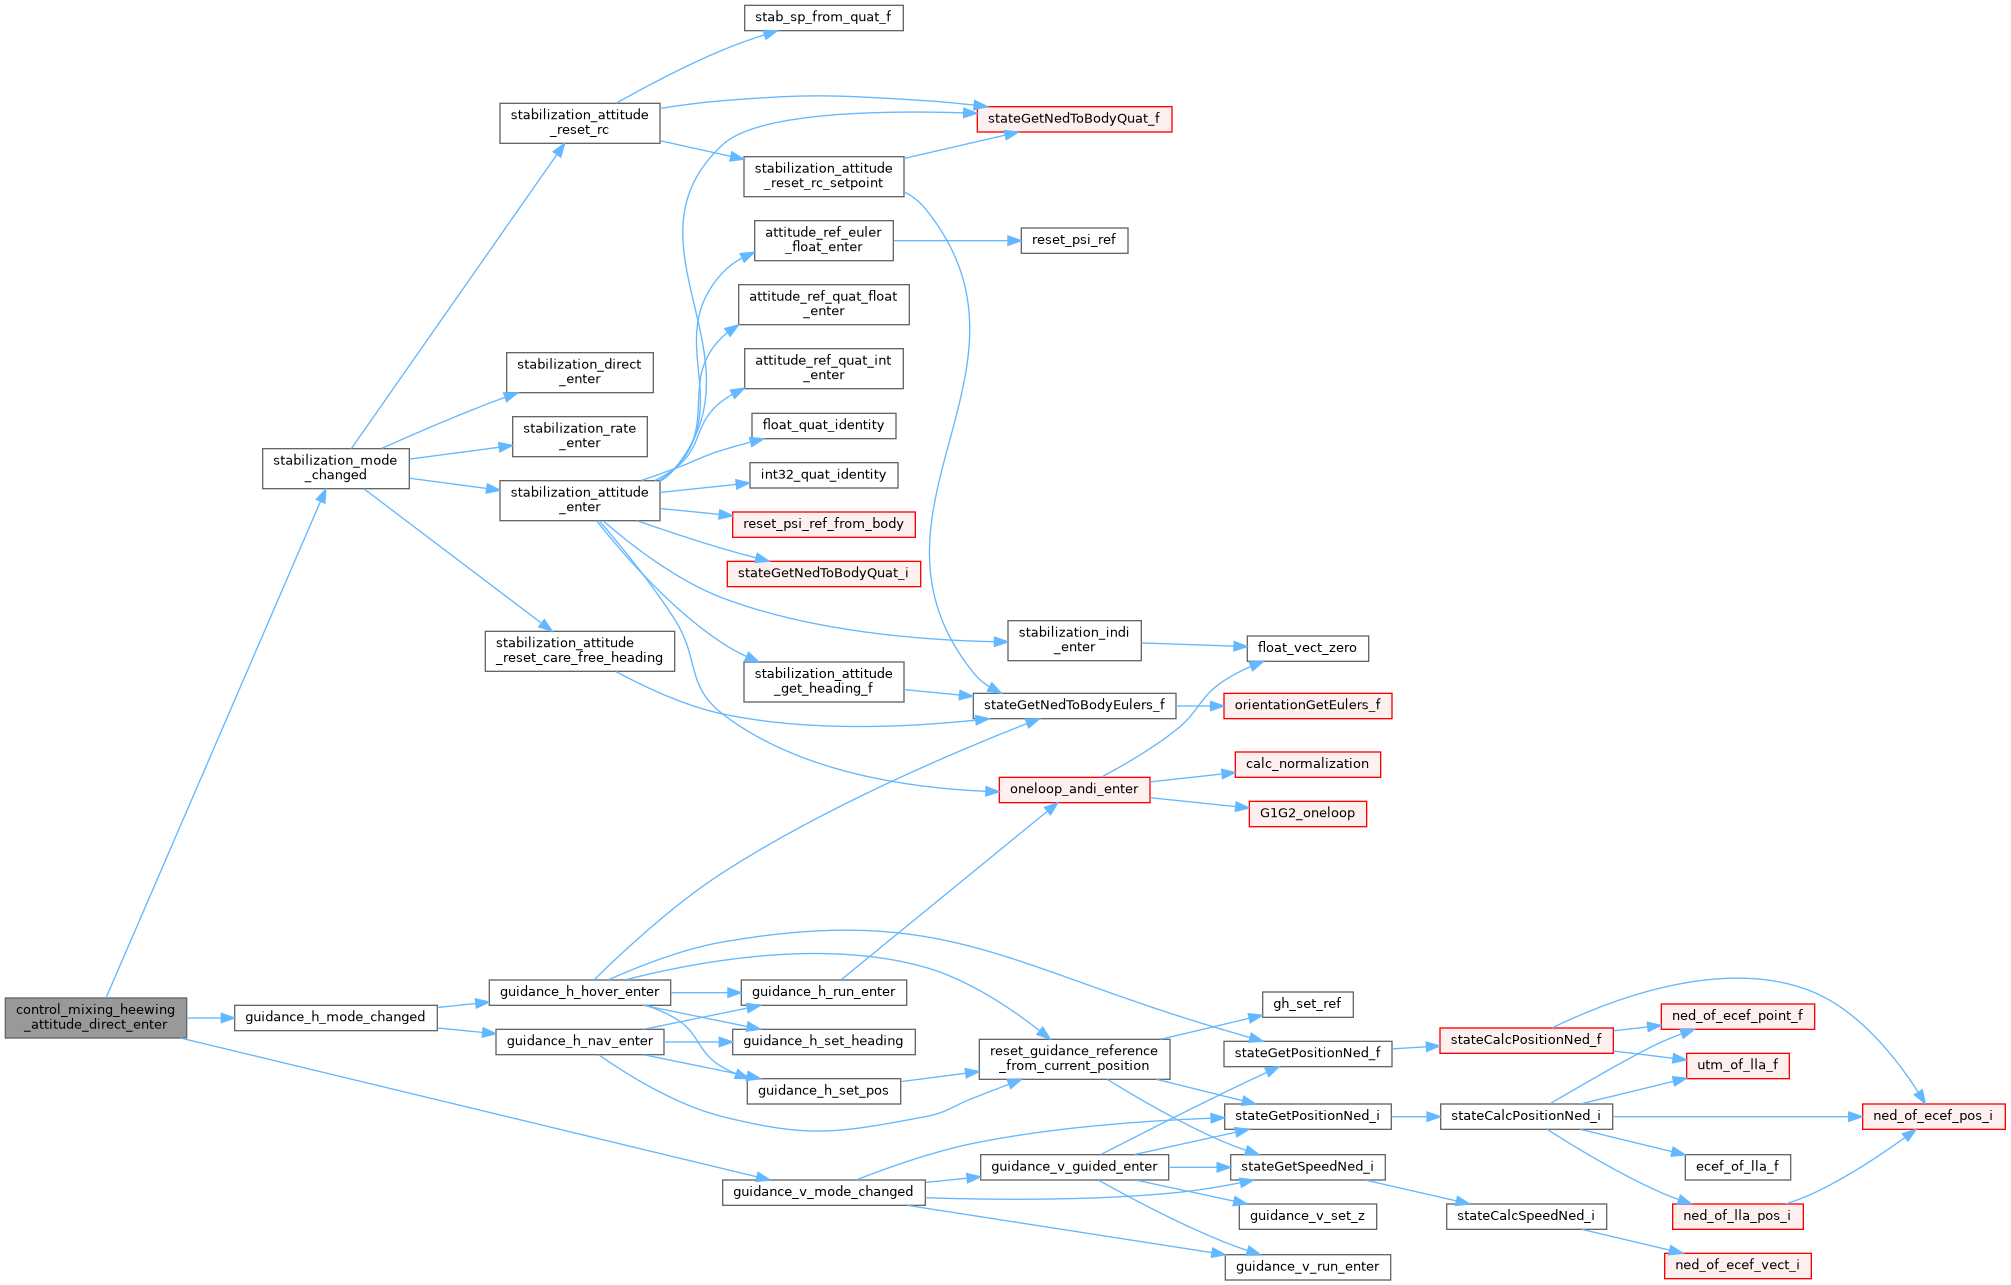 stab_sp_from_quat_f
stabilization_attitude
_reset_rc
stateGetNedToBodyQuat_f
stabilization_attitude
_reset_rc_setpoint
attitude_ref_euler
_float_enter
reset_psi_ref
attitude_ref_quat_float
_enter
attitude_ref_quat_int
_enter
stabilization_direct
_enter
float_quat_identity
stabilization_rate
_enter
stabilization_mode
_changed
int32_quat_identity
stabilization_attitude
_enter
reset_psi_ref_from_body
stateGetNedToBodyQuat_i
stabilization_indi
_enter
stabilization_attitude
_reset_care_free_heading
float_vect_zero
stabilization_attitude
_get_heading_f
stateGetNedToBodyEulers_f
orientationGetEulers_f
calc_normalization
oneloop_andi_enter
G1G2_oneloop
guidance_h_hover_enter
guidance_h_run_enter
gh_set_ref
control_mixing_heewing
_attitude_direct_enter
guidance_h_mode_changed
ned_of_ecef_point_f
guidance_h_nav_enter
guidance_h_set_heading
stateCalcPositionNed_f
reset_guidance_reference
_from_current_position
stateGetPositionNed_f
utm_of_lla_f
guidance_h_set_pos
stateGetPositionNed_i
stateCalcPositionNed_i
ned_of_ecef_pos_i
guidance_v_guided_enter
stateGetSpeedNed_i
ecef_of_lla_f
guidance_v_mode_changed
guidance_v_set_z
stateCalcSpeedNed_i
ned_of_lla_pos_i
guidance_v_run_enter
ned_of_ecef_vect_i